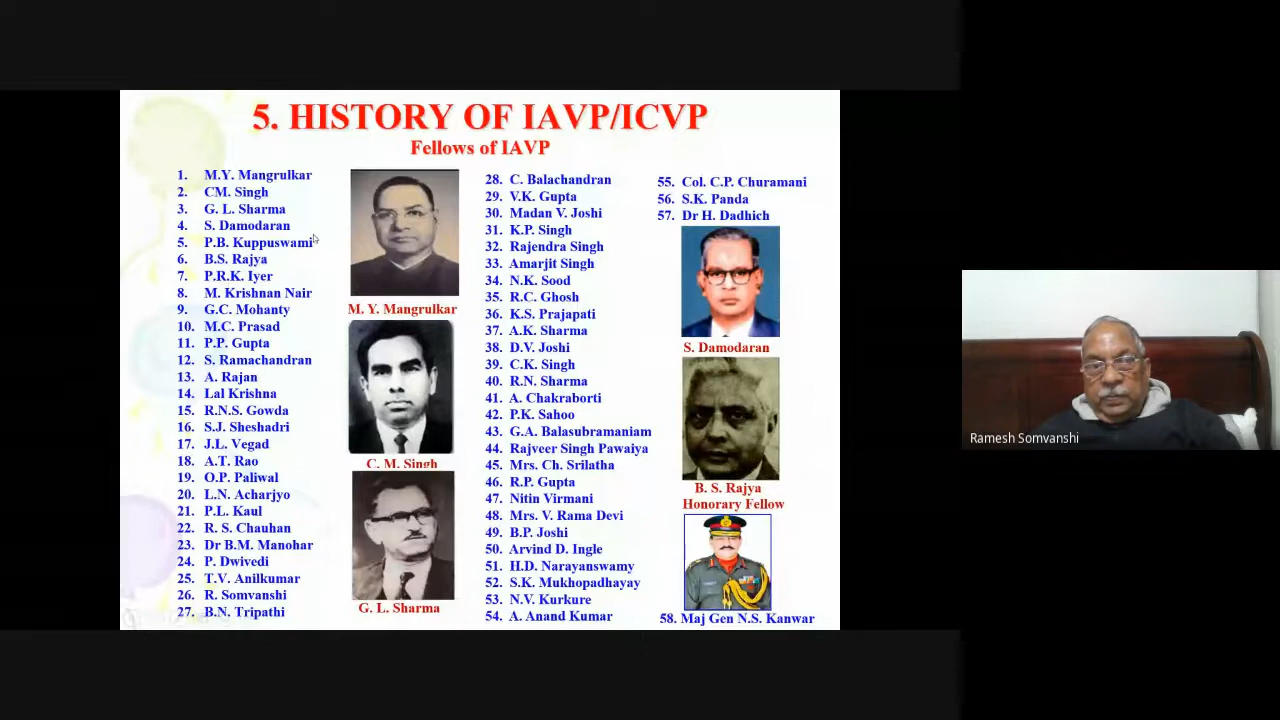 5. HISTORY OF IAVP/ICVP
Fellows of IAVP
1. M.Y. Mangrulkar
2. CM. Singh
3. G. L. Sharma
4. S. Damodaran
5. P.B. Kuppuswami
6. B.S. Rajya
7. P.R.K. Iyer
8. M. Krishnan Nair
9. G.C. Mohanty
10. M.C. Prasad
11. P.P. Gupta
12. S. Ramachandran
13. A. Rajan
14. Lal Krishna
15. R.N.S. Gowda
16. S.J. Sheshadri
17. J.L. Vegad
18. A.T. Rao
19. O.P. Paliwal
20. L.N. Acharjyo
21. P.L. Kaul
22. R. S. Chauhan
23. Dr B.M. Manohar
24. P. Dwivedi
25. T.V. Anilkumar
26. R. Somvanshi
27. B.N. Tripathi
M. Y. Mangrulkar
C. M. Singh
G. L. Sharma
28. C. Balachandran
29. V.K. Gupta
30. Madan V. Joshi
31. K.P. Singh
32. Rajendra Singh
33. Amarjit Singh
34. N.K. Sood
35. R.C. Ghosh
36. K.S. Prajapati
37. A.K. Sharma
38. D.V. Joshi
39. C.K. Singh
40. R.N. Sharma
41. A. Chakraborti
42. P.K. Sahoo
43. G.A. Balasubramaniam
44. Rajveer Singh Pawaiya
45. Mrs. Ch. Srilatha
46. R.P. Gupta
47. Nitin Virmani
48. Mrs. V. Rama Devi
49. B.P. Joshi
50. Arvind D. Ingle
51. H.D. Narayanswamy
52. S.K. Mukhopadhayay
53. N.V. Kurkure
54. A. Anand Kumar
55. Col. C.P. Churamani
56. S.K. Panda
57. Dr H. Dadhich
S. Damodaran
B. S. Rajya
Honorary Fellow
58. Maj Gen N.S. Kanwar
Ramesh Somvanshi